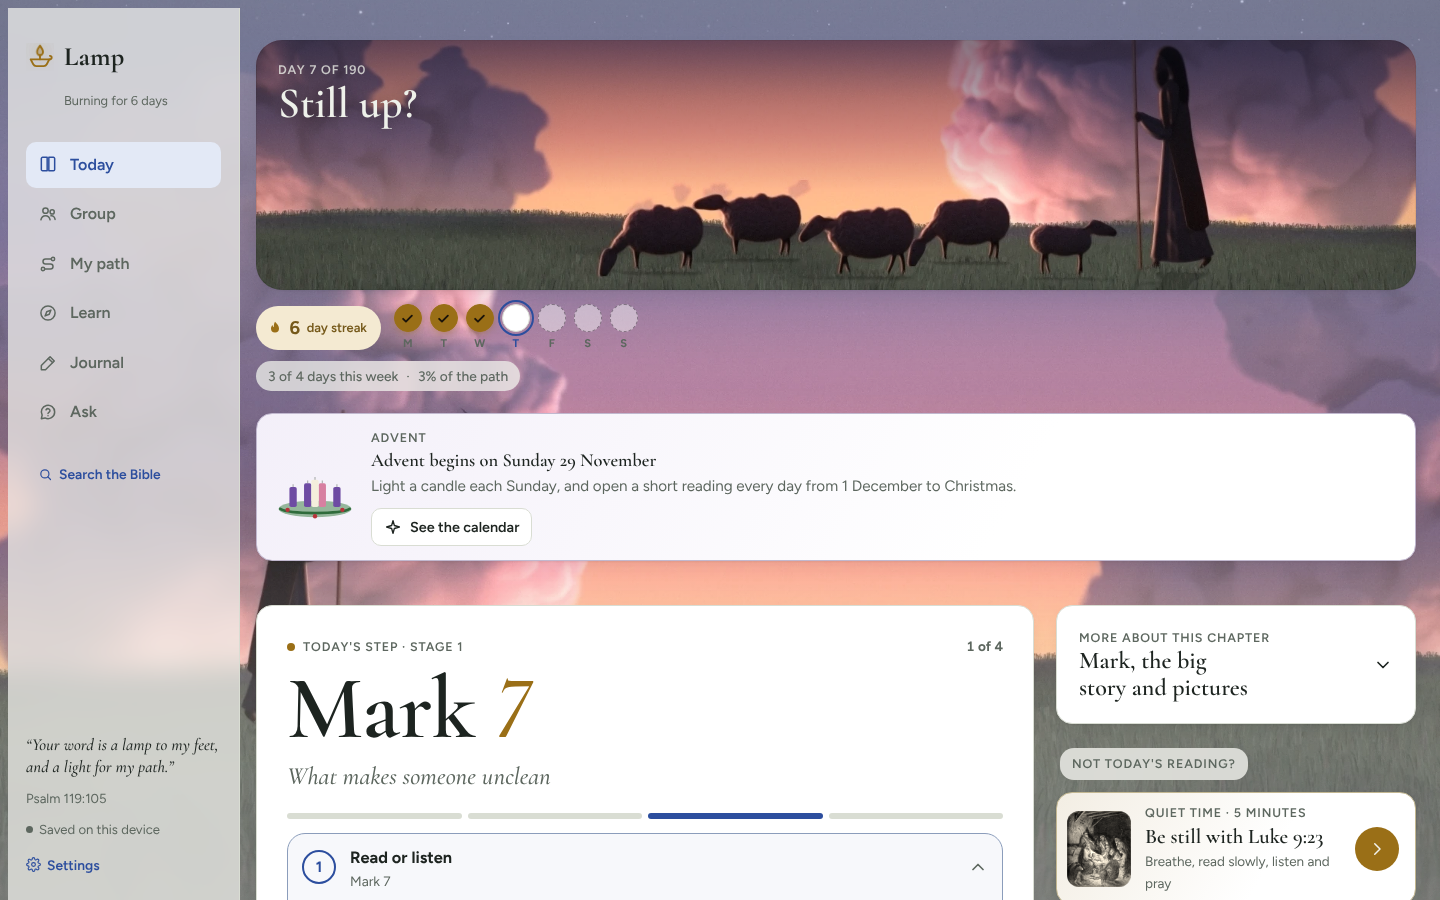 Lamp
Burning for 6 days
Today
Group
My path
Learn
Journal
Ask
Search the Bible
“Your word is a lamp to my feet,
and a light for my path.”
Psalm 119:105
Saved on this device
Settings
DAY 7 OF 190
Still up?
6 day streak
M T W T F S S
3 of 4 days this week · 3% of the path
ADVENT
Advent begins on Sunday 29 November
Light a candle each Sunday, and open a short reading every day from 1 December to Christmas.
See the calendar
TODAY'S STEP · STAGE 1
1 of 4
Mark 7
What makes someone unclean
1
Read or listen
Mark 7
MORE ABOUT THIS CHAPTER
Mark, the big
story and pictures
NOT TODAY'S READING?
QUIET TIME · 5 MINUTES
Be still with Luke 9:23
Breathe, read slowly, listen and
pray